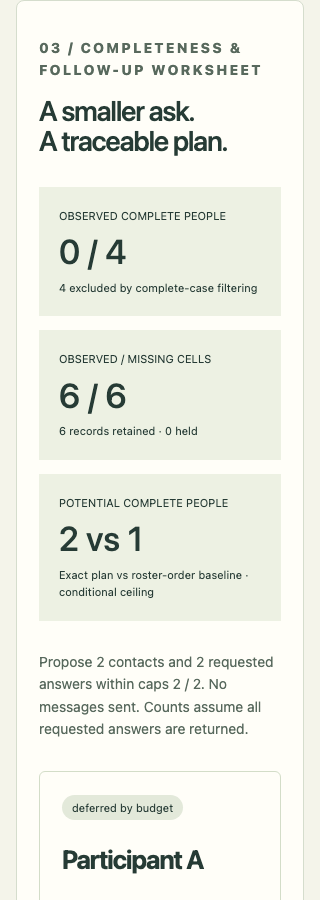 03 / COMPLETENESS &
FOLLOW-UP WORKSHEET
A smaller ask.
A traceable plan.
OBSERVED COMPLETE PEOPLE
0 / 4
4 excluded by complete-case filtering
OBSERVED / MISSING CELLS
6 / 6
6 records retained · 0 held
POTENTIAL COMPLETE PEOPLE
2 vs 1
Exact plan vs roster-order baseline ·
conditional ceiling
Propose 2 contacts and 2 requested
answers within caps 2 / 2. No
messages sent. Counts assume all
requested answers are returned.
deferred by budget
Participant A